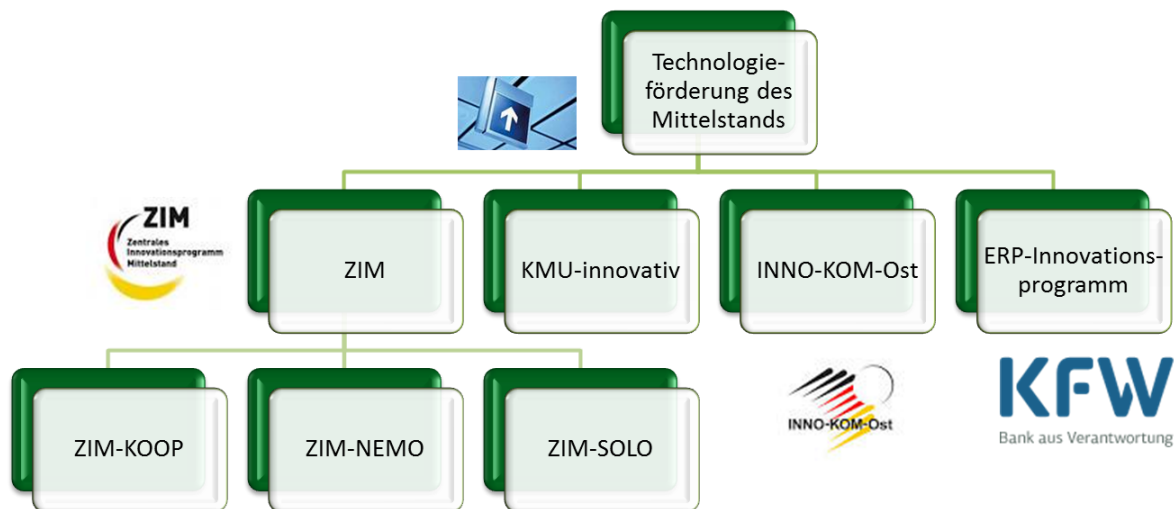 Technologie-
förderung des
Mittelstands
ZIM
Zentrales
Innovationsprogramm
Mittelstand
ZIM
KMU-innovativ
INNO-KOM-Ost
ERP-Innovations-
programm
ZIM-KOOP
ZIM-NEMO
ZIM-SOLO
INNO-KOM-Ost
KFW
Bank aus Verantwortung